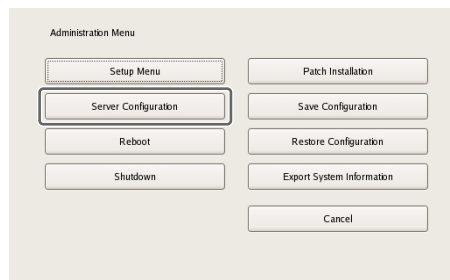 Administration Menu
Setup Menu
Patch Installation
Server Configuration
Save Configuration
Reboot
Restore Configuration
Shutdown
Export System Information
Cancel